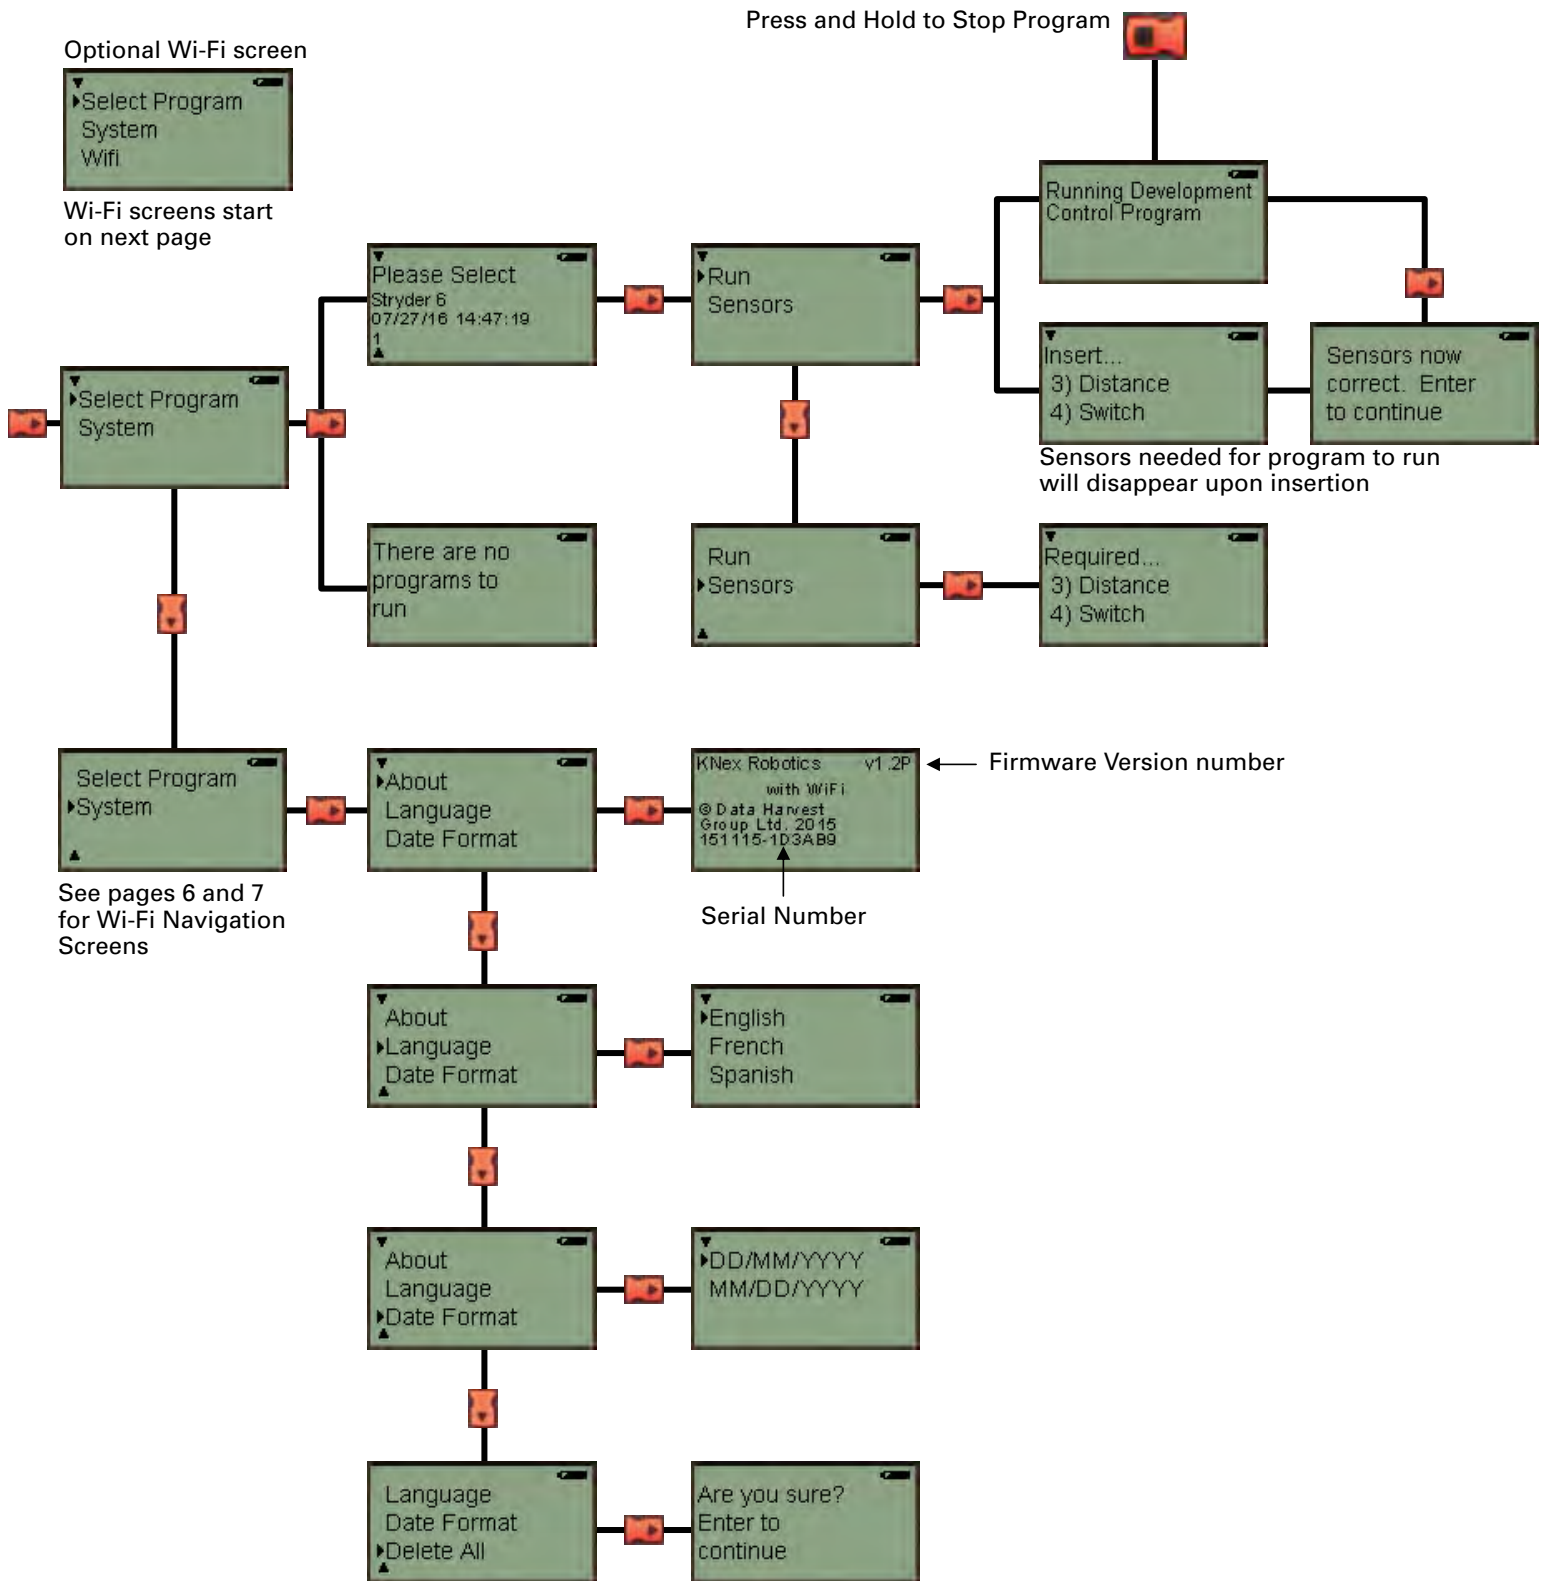 Press and Hold to Stop Program
Optional Wi-Fi screen
Select Program
System
Wifi
Wi-Fi screens start
on next page
Running Development
Control Program
Please Select
Stryder 6
07/27/16 14:47:19
1
Run
Sensors
Select Program
System
Insert...
3) Distance
4) Switch
Sensors now
correct. Enter
to continue
Sensors needed for program to run
will disappear upon insertion
There are no
programs to
run
Run
Sensors
Required...
3) Distance
4) Switch
Select Program
System
See pages 6 and 7
for Wi-Fi Navigation
Screens
About
Language
Date Format
KNex Robotics v1.2P
with WiFi
© Data Harvest
Group Ltd. 2015
151115-1D3AB9
Firmware Version number
Serial Number
About
Language
Date Format
English
French
Spanish
About
Language
Date Format
DD/MM/YYYY
MM/DD/YYYY
Language
Date Format
Delete All
Are you sure?
Enter to
continue